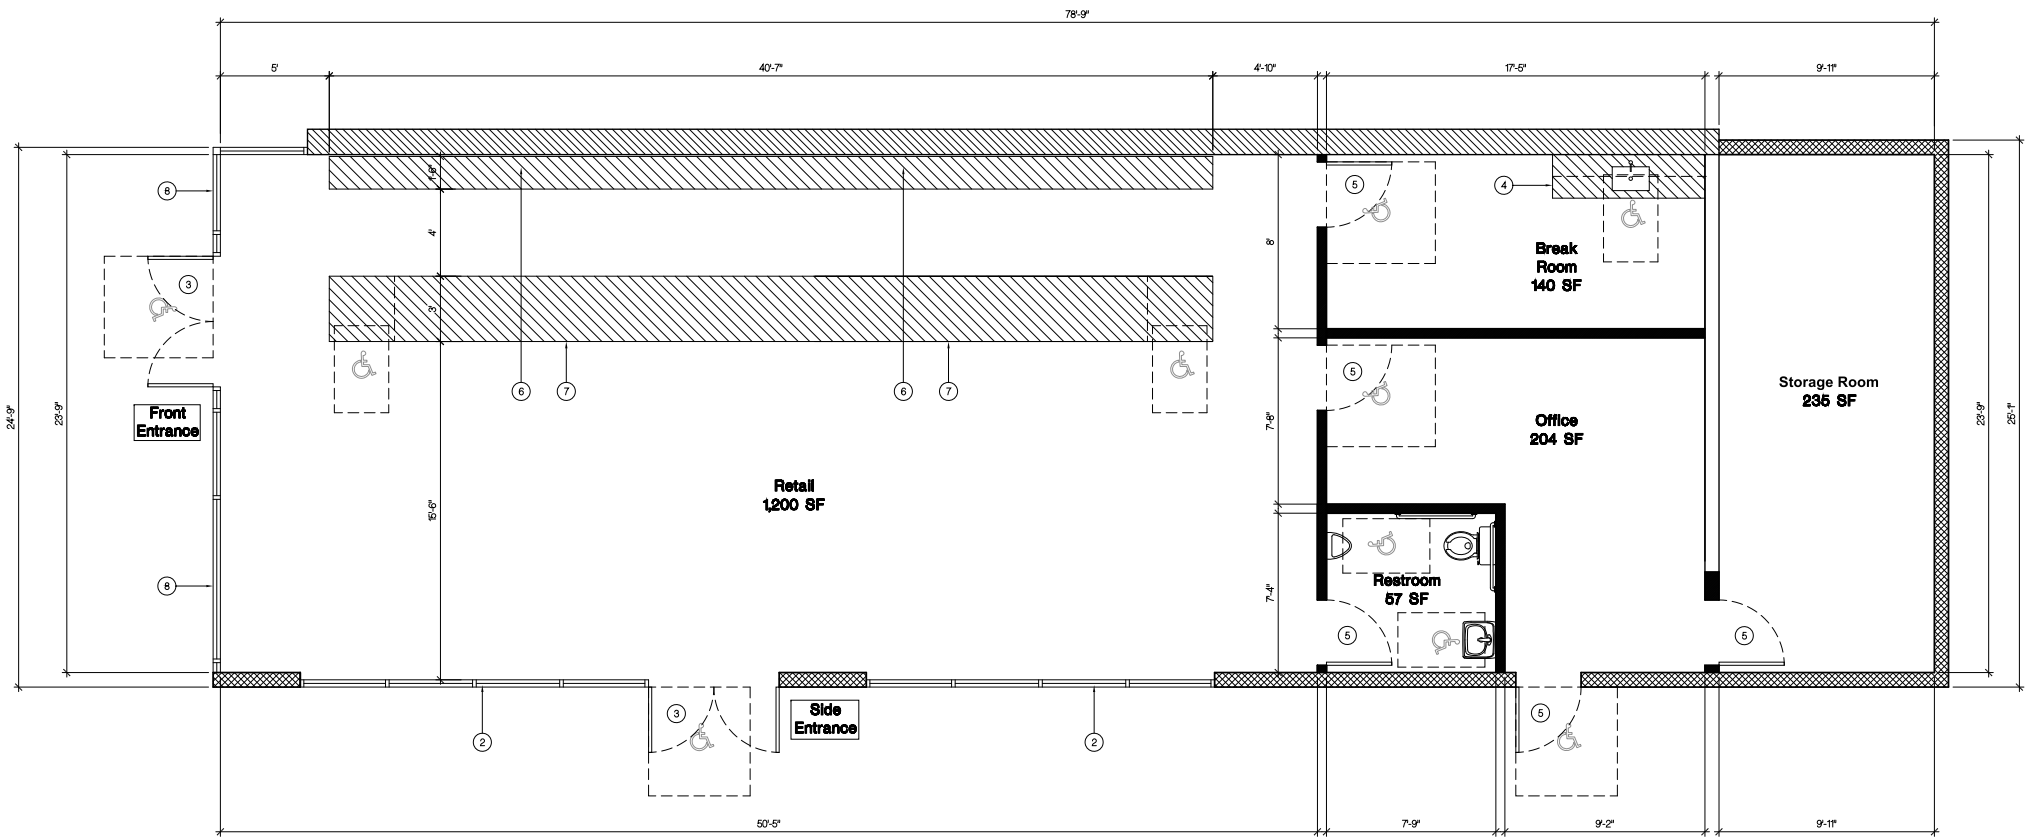 78'-9"
5'
40'-7"
4'-10"
17'-5"
9'-11"
1'-6"
8
5
4
4'
8'
Break
Room
140 SF
3
3'
24'-9"
23'-9"
6
7
6
7
5
Storage Room
235 SF
23'-9"
25'-1"
Front
Entrance
7'-8"
Office
204 SF
Retail
1,200 SF
15'-6"
8
7'-4"
Restroom
57 SF
5
5
3
Side
Entrance
5
2
2
50'-5"
7'-9"
9'-2"
9'-11"